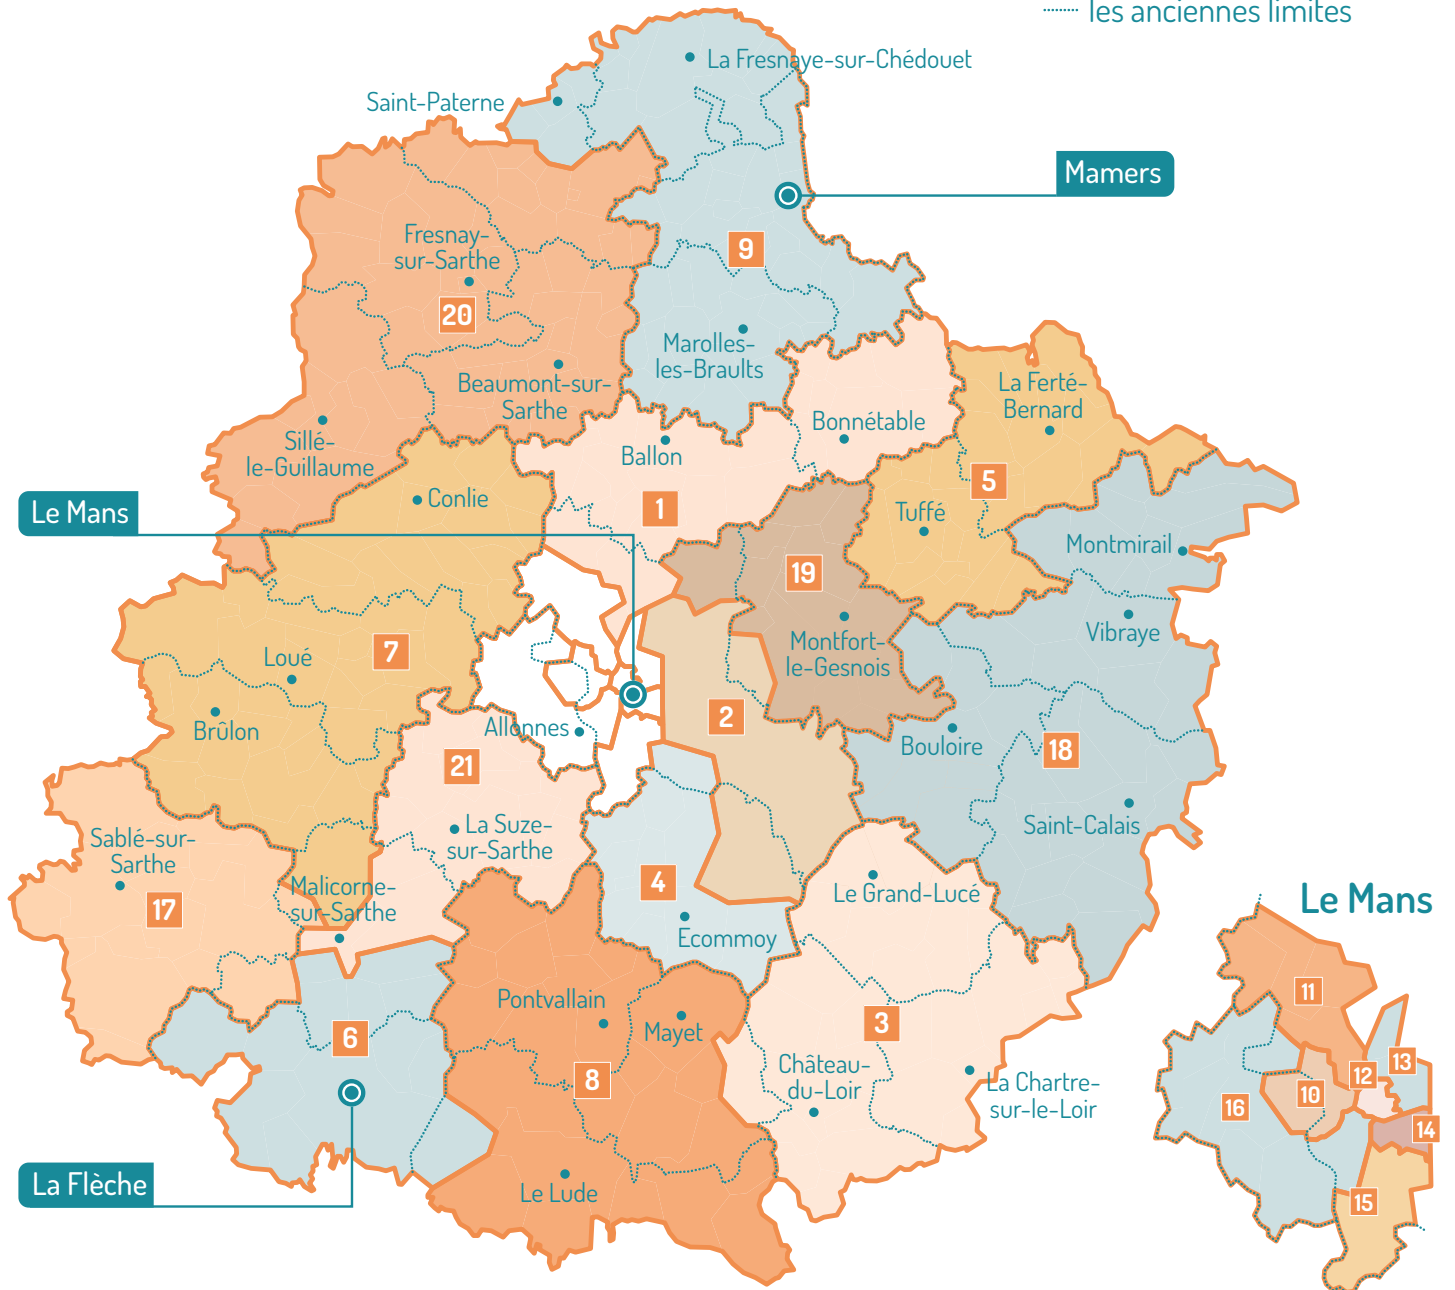 les anciennes limites
La Fresnaye-sur-Chédouet
Saint-Paterne
Mamers
Fresnay-
sur-Sarthe
9
20
Marolles-
les-Braults
Beaumont-sur-
Sarthe
La Ferté-
Bernard
Bonnétable
Sillé-
le-Guillaume
Ballon
Conlie
5
1
Le Mans
Tuffé
Montmirail
19
Vibraye
Montfort-
le-Gesnois
7
Loué
2
Brûlon
Allonnes
Bouloire
18
21
La Suze-
sur-Sarthe
Saint-Calais
Sablé-sur-
Sarthe
17
Malicorne-
sur-Sarthe
4
Le Grand-Lucé
Ecommoy
Le Mans
11
Pontvallain
Mayet
3
6
8
Château-
du-Loir
La Chartre-
sur-le-Loir
13
12
10
16
14
La Flèche
Le Lude
15